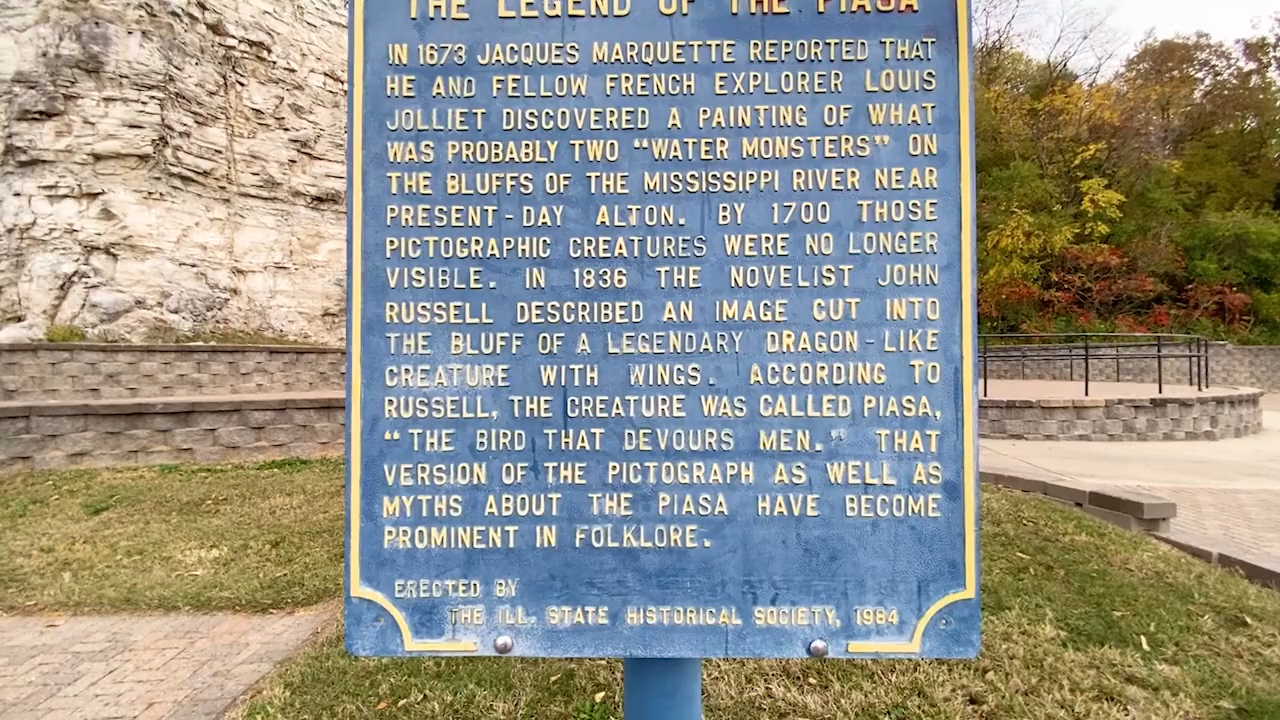 THE LEGEND OF THE PIASA
IN 1673 JACQUES MARQUETTE REPORTED THAT
HE AND FELLOW FRENCH EXPLORER LOUIS
JOLLIET DISCOVERED A PAINTING OF WHAT
WAS PROBABLY TWO “WATER MONSTERS” ON
THE BLUFFS OF THE MISSISSIPPI RIVER NEAR
PRESENT-DAY ALTON. BY 1700 THOSE
PICTOGRAPHIC CREATURES WERE NO LONGER
VISIBLE. IN 1836 THE NOVELIST JOHN
RUSSELL DESCRIBED AN IMAGE CUT INTO
THE BLUFF OF A LEGENDARY DRAGON-LIKE
CREATURE WITH WINGS. ACCORDING TO
RUSSELL, THE CREATURE WAS CALLED PIASA,
“THE BIRD THAT DEVOURS MEN.” THAT
VERSION OF THE PICTOGRAPH AS WELL AS
MYTHS ABOUT THE PIASA HAVE BECOME
PROMINENT IN FOLKLORE.
ERECTED BY
THE ILL. STATE HISTORICAL SOCIETY, 1984